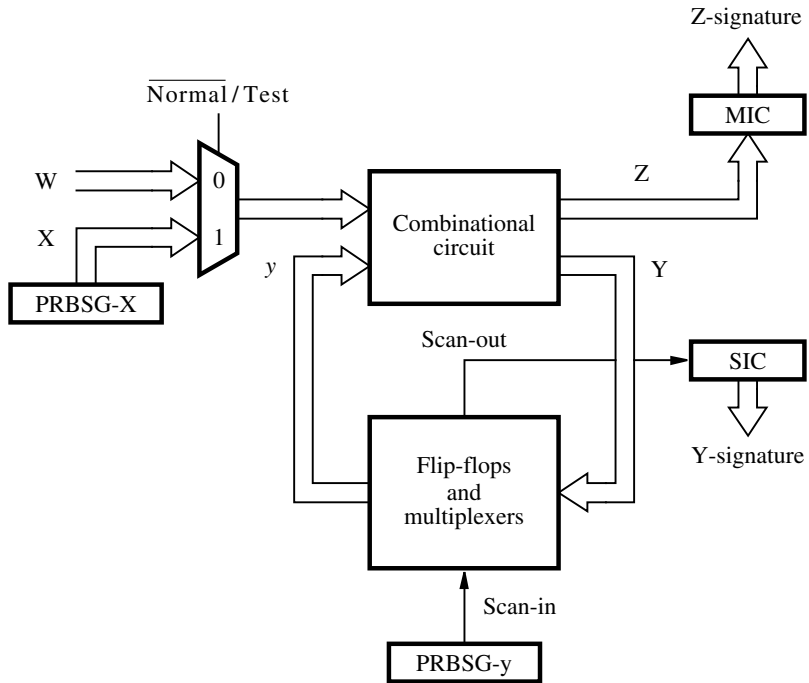 Z-signature
MIC
Normal / Test
W
0
Z
X
1
Combinational
circuit
y
Y
PRBSG-X
Scan-out
SIC
Flip-flops
and
multiplexers
Y-signature
Scan-in
PRBSG-y